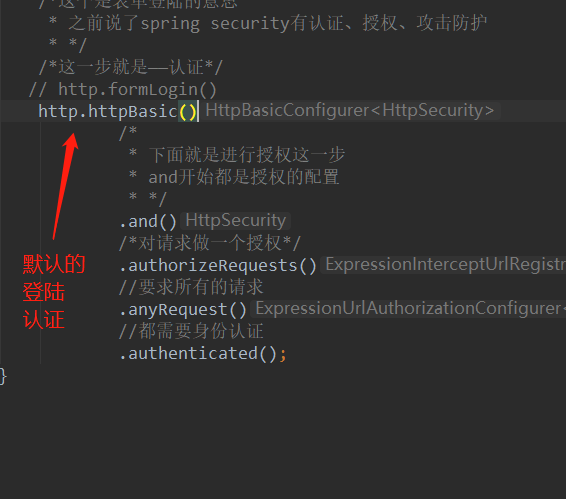 /*这个是表单登陆的意思
* 之前说了spring security有认证、授权、攻击防护
* */
/*这一步就是——认证*/
// http.formLogin()
http.httpBasic() HttpBasicConfigurer<HttpSecurity>
/*
* 下面就是进行授权这一步
* and开始都是授权的配置
* */
.and() HttpSecurity
/*对请求做一个授权*/
.authorizeRequests() ExpressionInterceptUrlRegistr
//要求所有的请求
.anyRequest() ExpressionUrlAuthorizationConfigurer<
//都需要身份认证
.authenticated();
}
默认的
登陆
认证